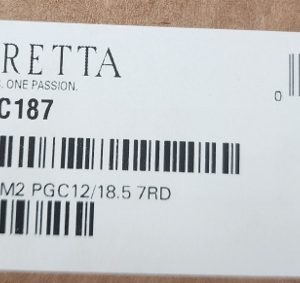 RETTA
. ONE PASSION.
C187
0
M2 PGC12/18.5 7RD